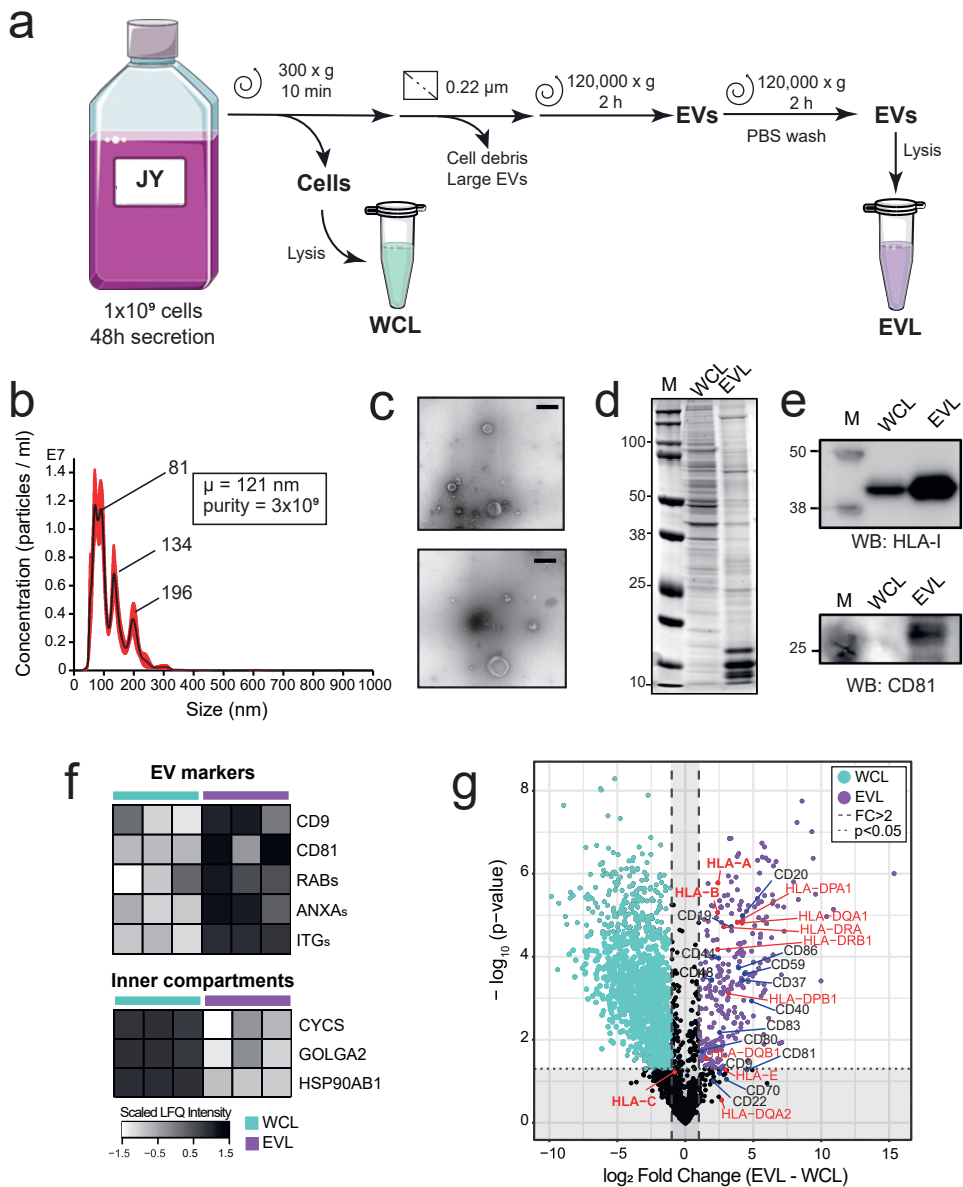 a
300 x g
10 min
0.22 µm
120,000 x g
2 h
EVs
120,000 x g
2 h
PBS wash
EVs
JY
Cell debris
Large EVs
Cells
Lysis
Lysis
WCL
EVL
1x10⁹ cells
48h secretion
b
E7
Concentration (particles / ml)
1.4
1.2
1.0
0.8
0.6
0.4
0.2
0
81
134
196
µ = 121 nm
purity = 3x10⁹
0 100 200 300 400 500 600 700 800 900 1000
Size (nm)
c
d
M WCL EVL
100
50
38
25
10
e
M WCL EVL
50
38
WB: HLA-I
M WCL EVL
25
WB: CD81
f
EV markers
CD9
CD81
RABs
ANXAs
ITGs
Inner compartments
CYCS
GOLGA2
HSP90AB1
Scaled LFQ Intensity
−1.5 −0.5 0.5 1.5
WCL
EVL
g
− log₁₀ (p-value)
8
6
4
2
0
WCL
EVL
FC>2
p<0.05
HLA-A
CD20
HLA-DPA1
HLA-B
CD19
HLA-DQA1
HLA-DRA
HLA-DRB1
CD44
CD86
CD59
CD48
CD37
HLA-DPB1
CD40
CD83
CD80
HLA-DQB1
CD81
CD9
HLA-E
CD70
HLA-C
CD22
HLA-DQA2
−10 −5 0 5 10 15
log₂ Fold Change (EVL - WCL)